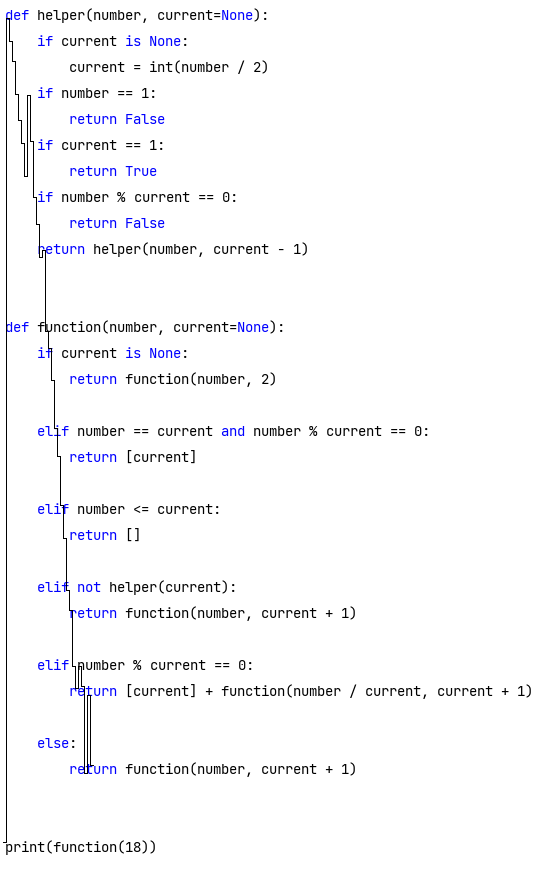 def helper(number, current=None):
    if current is None:
        current = int(number / 2)
    if number == 1:
        return False
    if current == 1:
        return True
    if number % current == 0:
        return False
    return helper(number, current - 1)
def function(number, current=None):
    if current is None:
        return function(number, 2)
    elif number == current and number % current == 0:
        return [current]
    elif number <= current:
        return []
    elif not helper(current):
        return function(number, current + 1)
    elif number % current == 0:
        return [current] + function(number / current, current + 1)
    else:
        return function(number, current + 1)
print(function(18))